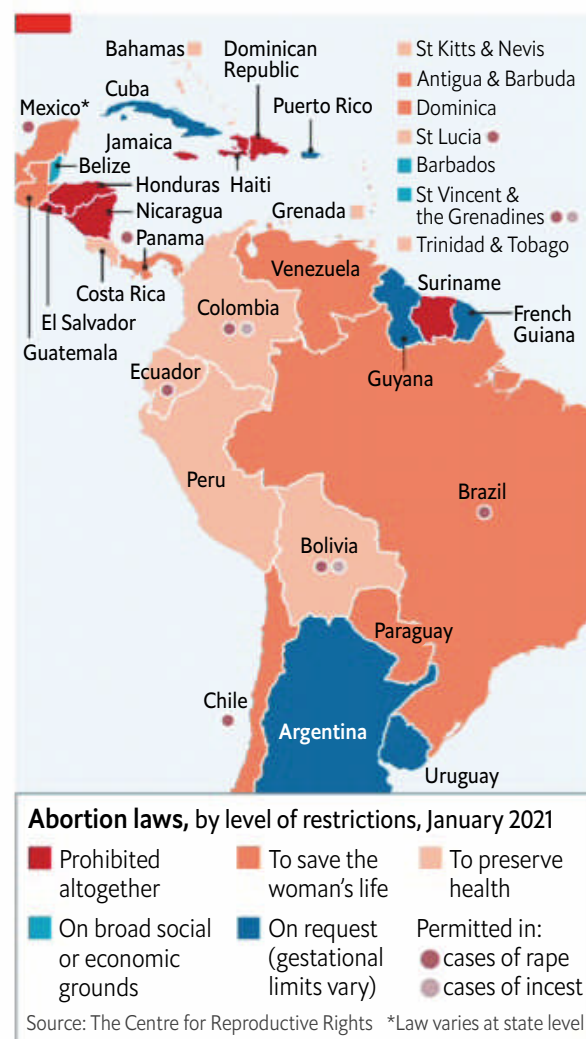 Bahamas
Dominican
Republic
Cuba
Puerto Rico
Mexico*
Jamaica
Belize
Haiti
Honduras
Nicaragua
Grenada
Panama
Costa Rica
El Salvador
Guatemala
St Kitts & Nevis
Antigua & Barbuda
Dominica
St Lucia
Barbados
St Vincent &
the Grenadines
Trinidad & Tobago
Venezuela
Suriname
Colombia
French
Guiana
Guyana
Ecuador
Peru
Brazil
Bolivia
Paraguay
Chile
Argentina
Uruguay
Abortion laws, by level of restrictions, January 2021
Prohibited
altogether
To save the
woman's life
To preserve
health
On broad social
or economic
grounds
On request
(gestational
limits vary)
Permitted in:
cases of rape
cases of incest
Source: The Centre for Reproductive Rights *Law varies at state level